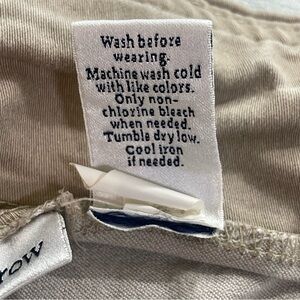 Wash before
wearing.
Machine wash cold
with like colors.
Only non-
chlorine bleach
when needed.
Tumble dry low.
Cool iron
if needed.
row